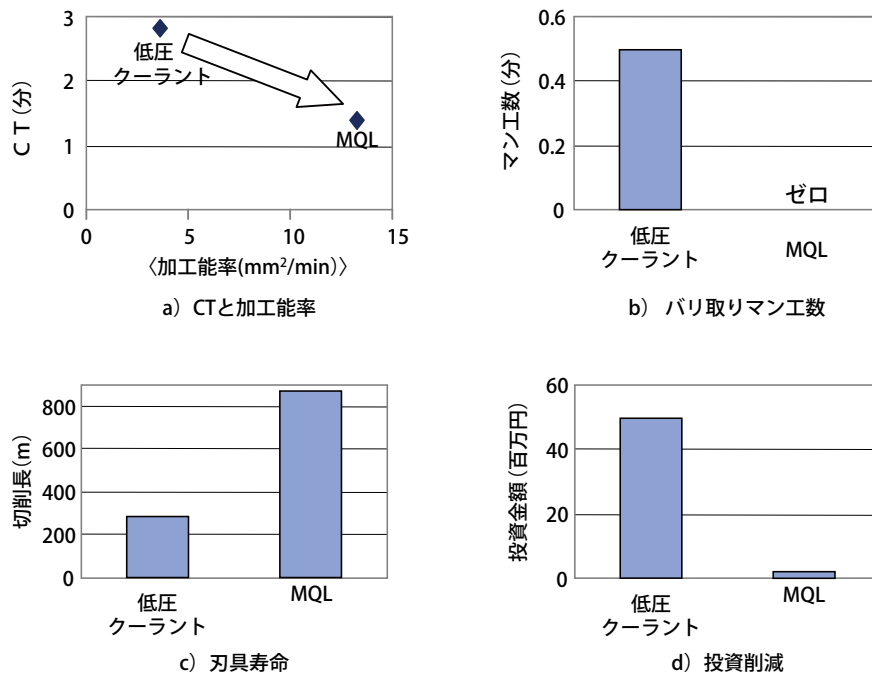 3
2
1
0
CT(分)
低圧
クーラント
MQL
0
5
10
15
〈加工能率(mm²/min)〉
a）CTと加工能率
0.6
0.4
0.2
0
マン工数（分）
ゼロ
低圧
クーラント
MQL
b） バリ取りマン工数
800
600
400
200
0
切削長（m）
低圧
クーラント
MQL
c）刃具寿命
60
40
20
0
投資金額（百万円）
低圧
クーラント
MQL
d）投資削減